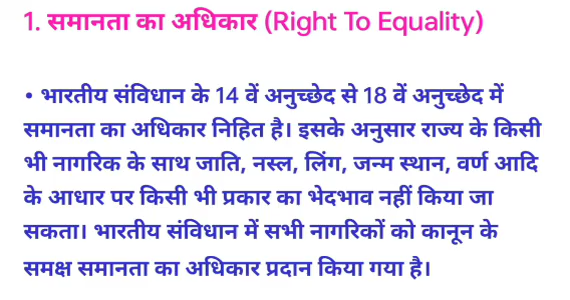 1. समानता का अधिकार (Right To Equality)
• भारतीय संविधान के 14 वें अनुच्छेद से 18 वें अनुच्छेद में
समानता का अधिकार निहित है। इसके अनुसार राज्य के किसी
भी नागरिक के साथ जाति, नस्ल, लिंग, जन्म स्थान, वर्ण आदि
के आधार पर किसी भी प्रकार का भेदभाव नहीं किया जा
सकता। भारतीय संविधान में सभी नागरिकों को कानून के
समक्ष समानता का अधिकार प्रदान किया गया है।